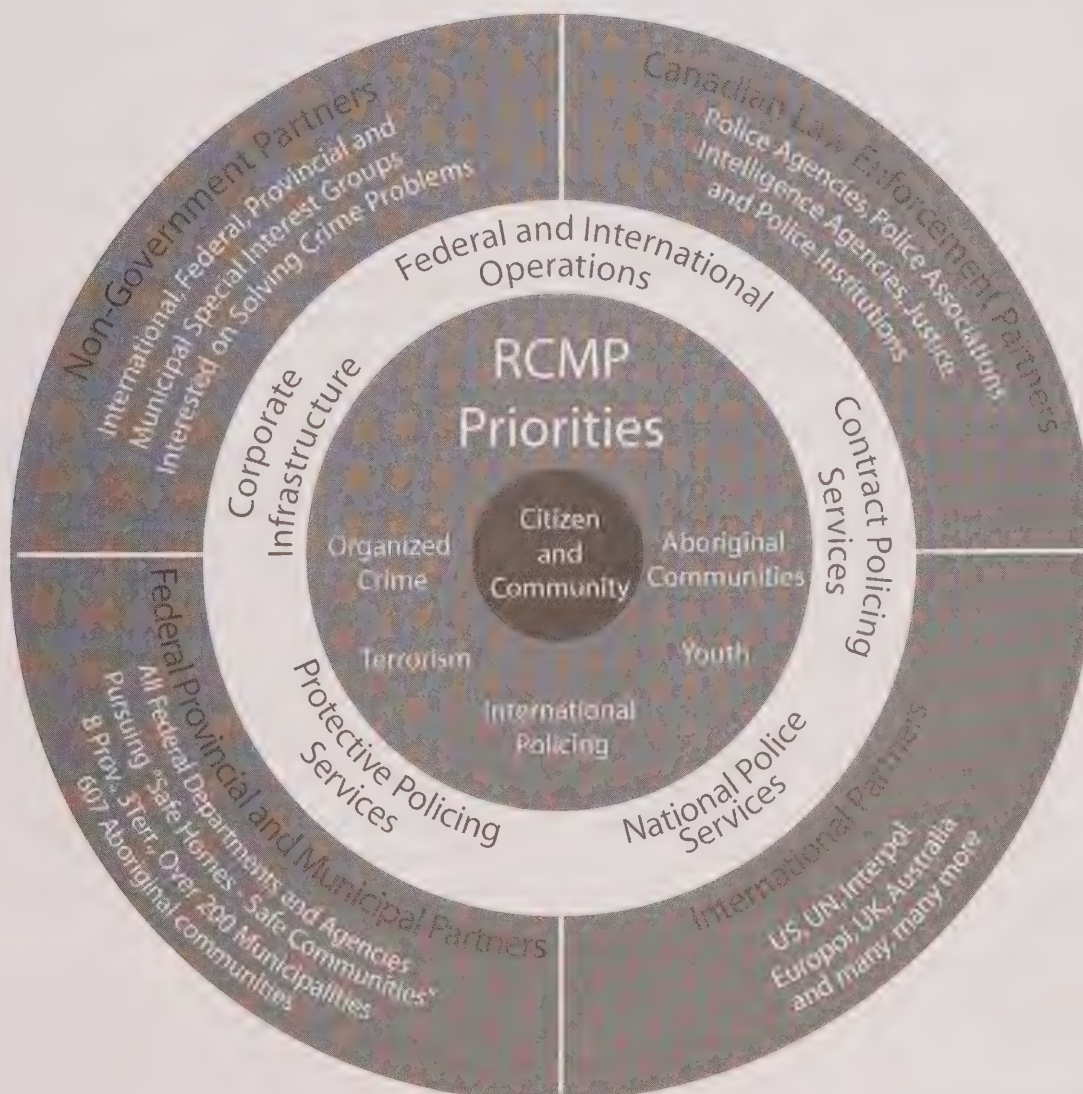 Non-Government Partners
International, Federal, Provincial and
Municipal Special Interest Groups
Interested on Solving Crime Problems
Canadian Law Enforcement Partners
Police Agencies, Police Associations
Intelligence Agencies, Justice
and Police Institutions
Federal and International
Operations
Corporate
Infrastructure
Contract Policing
Services
RCMP
Priorities
Citizen
and
Community
Organized
Crime
Aboriginal
Communities
Terrorism
Youth
International
Policing
Protective Policing
Services
National Police
Services
Federal Provincial and Municipal Partners
All Federal Departments and Agencies
Pursuing "Safe Homes - Safe Communities"
8 Prov., 3Terr., Over 200 Municipalities
607 Aboriginal communities
International Partners
US, UN, Interpol
Europol, UK, Australia
and many, many more